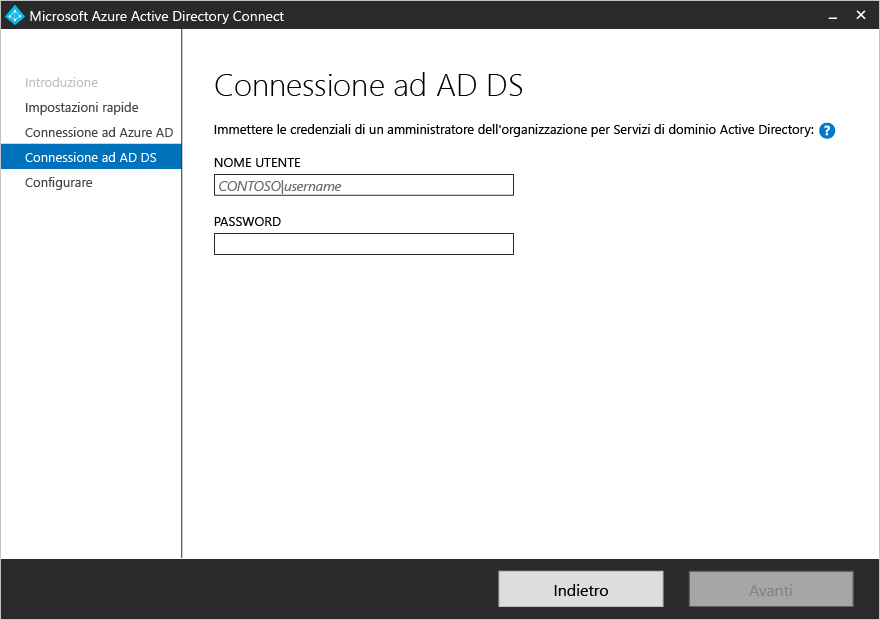 Microsoft Azure Active Directory Connect
Introduzione
Impostazioni rapide
Connessione ad Azure AD
Connessione ad AD DS
Configurare
Connessione ad AD DS
Immettere le credenziali di un amministratore dell'organizzazione per Servizi di dominio Active Directory: ?
NOME UTENTE
CONTOSO|username
PASSWORD
Indietro
Avanti